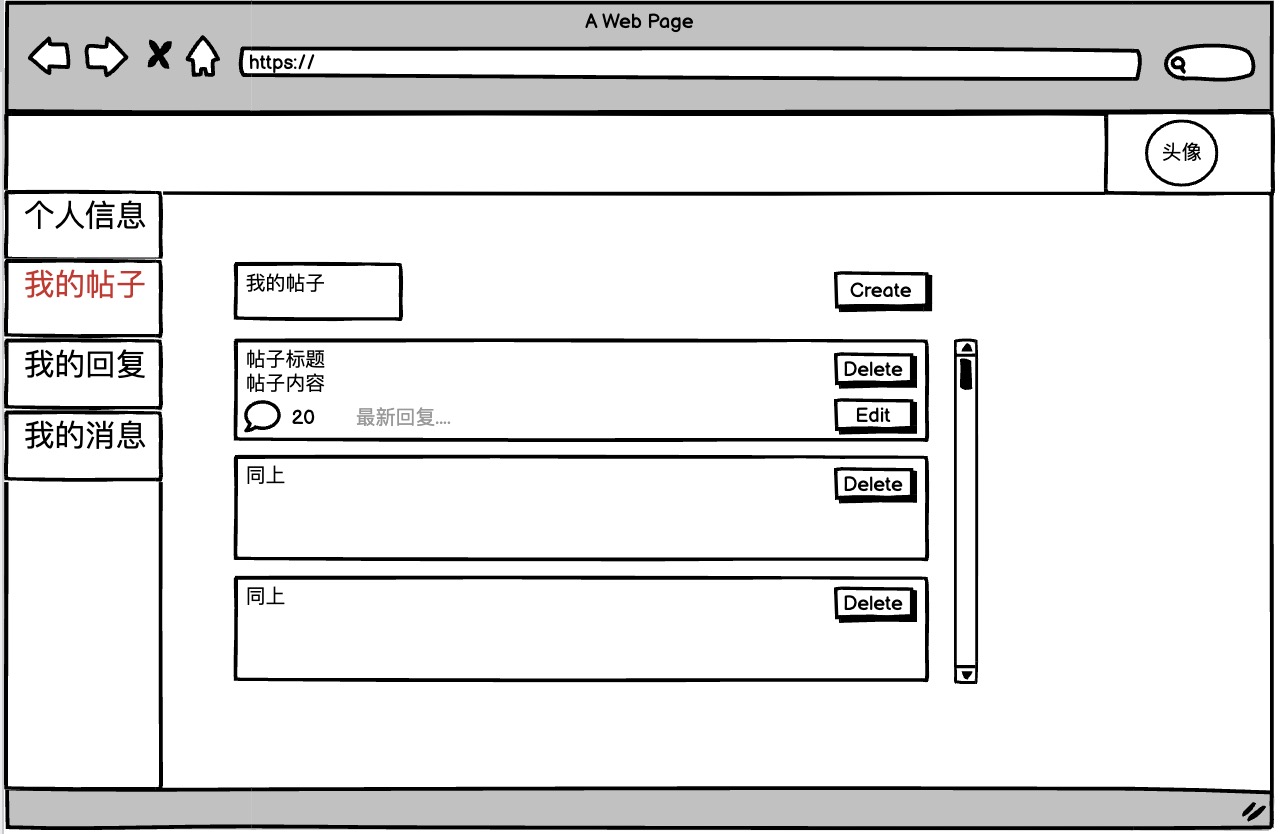 A Web Page
https://
头像
个人信息
我的帖子
我的回复
我的消息
我的帖子
Create
帖子标题
帖子内容
20
最新回复....
Delete
Edit
同上
Delete
同上
Delete